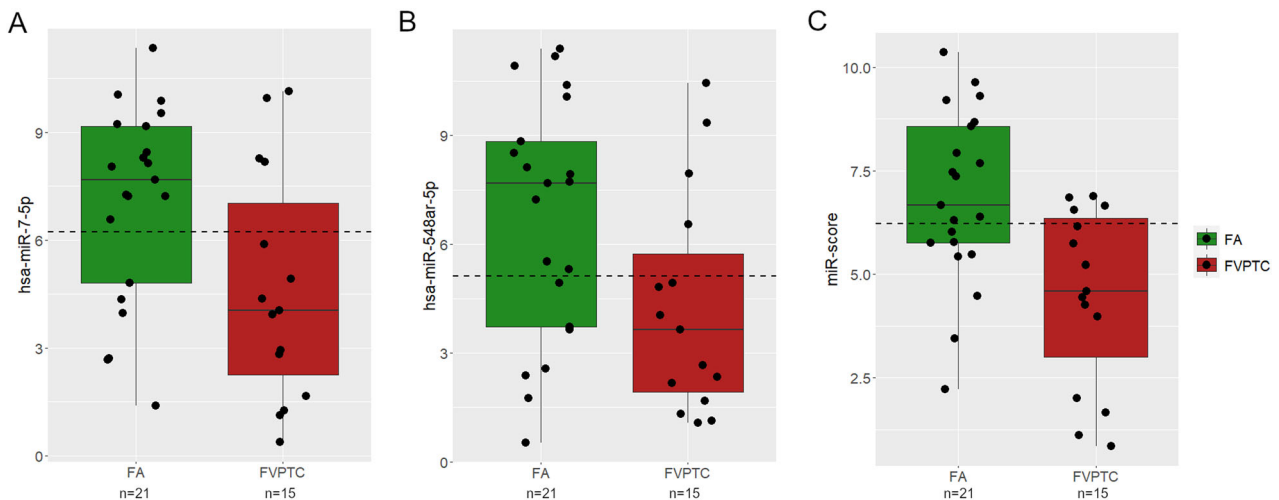 A
hsa-miR-7-5p
9
6
3
0
FA
n=21
FVPTC
n=15
B
hsa-miR-548ar-5p
9
6
3
0
FA
n=21
FVPTC
n=15
C
miR-score
10.0
7.5
5.0
2.5
FA
n=21
FVPTC
n=15
FA
FVPTC